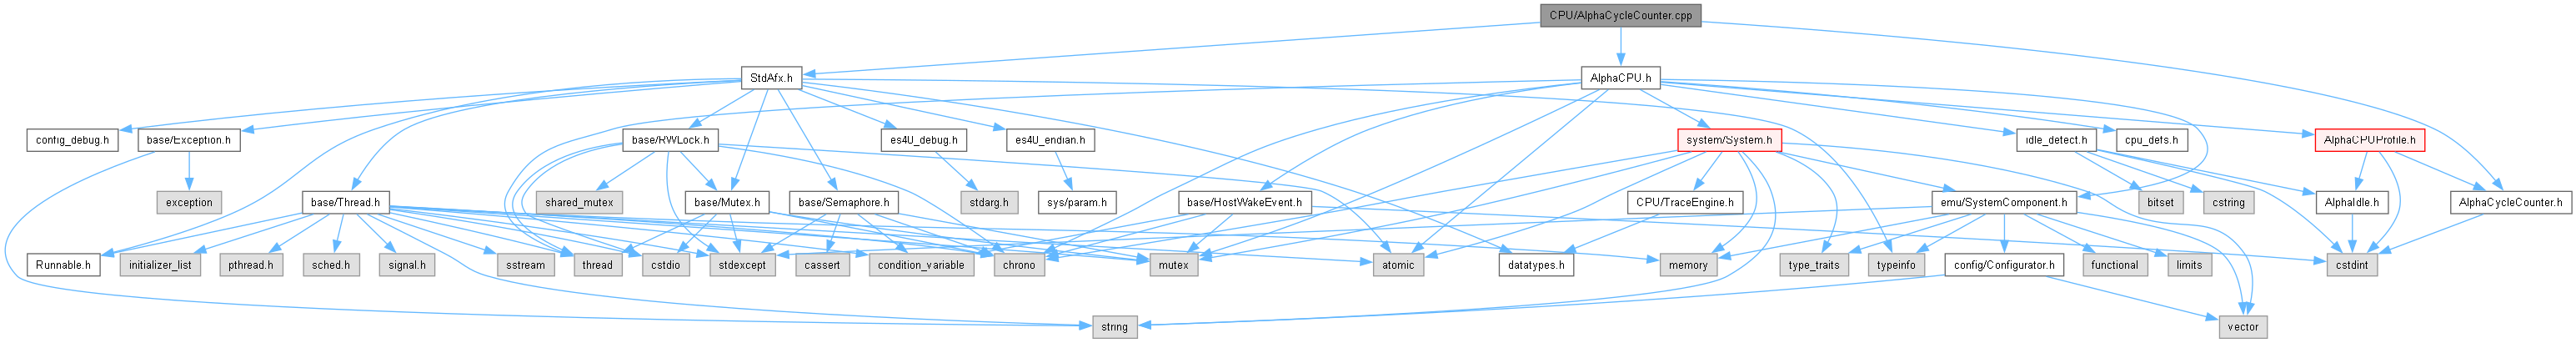 CPU/AlphaCycleCounter.cpp
StdAfx.h
AlphaCPU.h
config_debug.h
base/Exception.h
base/RWLock.h
es4U_debug.h
es4U_endian.h
system/System.h
idle_detect.h
cpu_defs.h
AlphaCPUProfile.h
exception
base/Thread.h
shared_mutex
base/Mutex.h
base/Semaphore.h
stdarg.h
sys/param.h
base/HostWakeEvent.h
CPU/TraceEngine.h
emu/SystemComponent.h
bitset
cstring
AlphaIdle.h
AlphaCycleCounter.h
Runnable.h
initializer_list
pthread.h
sched.h
signal.h
sstream
thread
cstdio
stdexcept
cassert
condition_variable
chrono
mutex
atomic
datatypes.h
memory
type_traits
typeinfo
config/Configurator.h
functional
limits
cstdint
string
vector